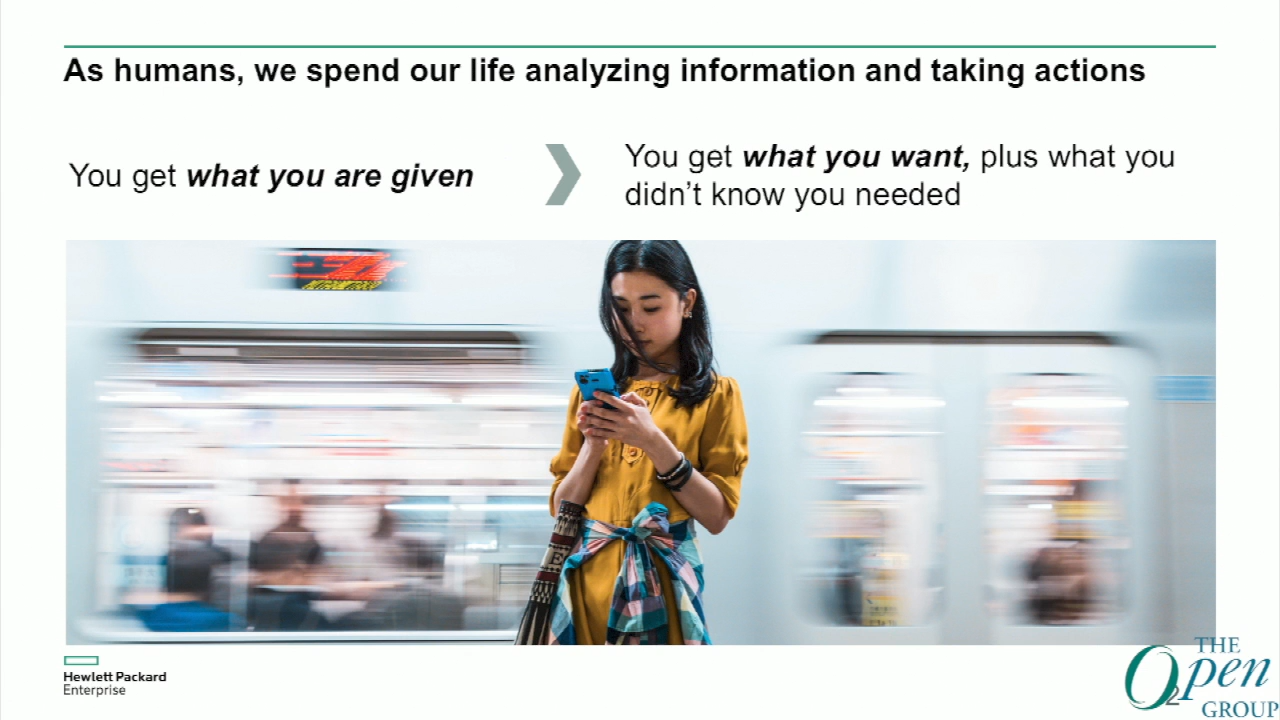 As humans, we spend our life analyzing information and taking actions
You get what you are given
You get what you want, plus what you
didn't know you needed
Hewlett Packard
Enterprise
2
THE
Open
GROUP